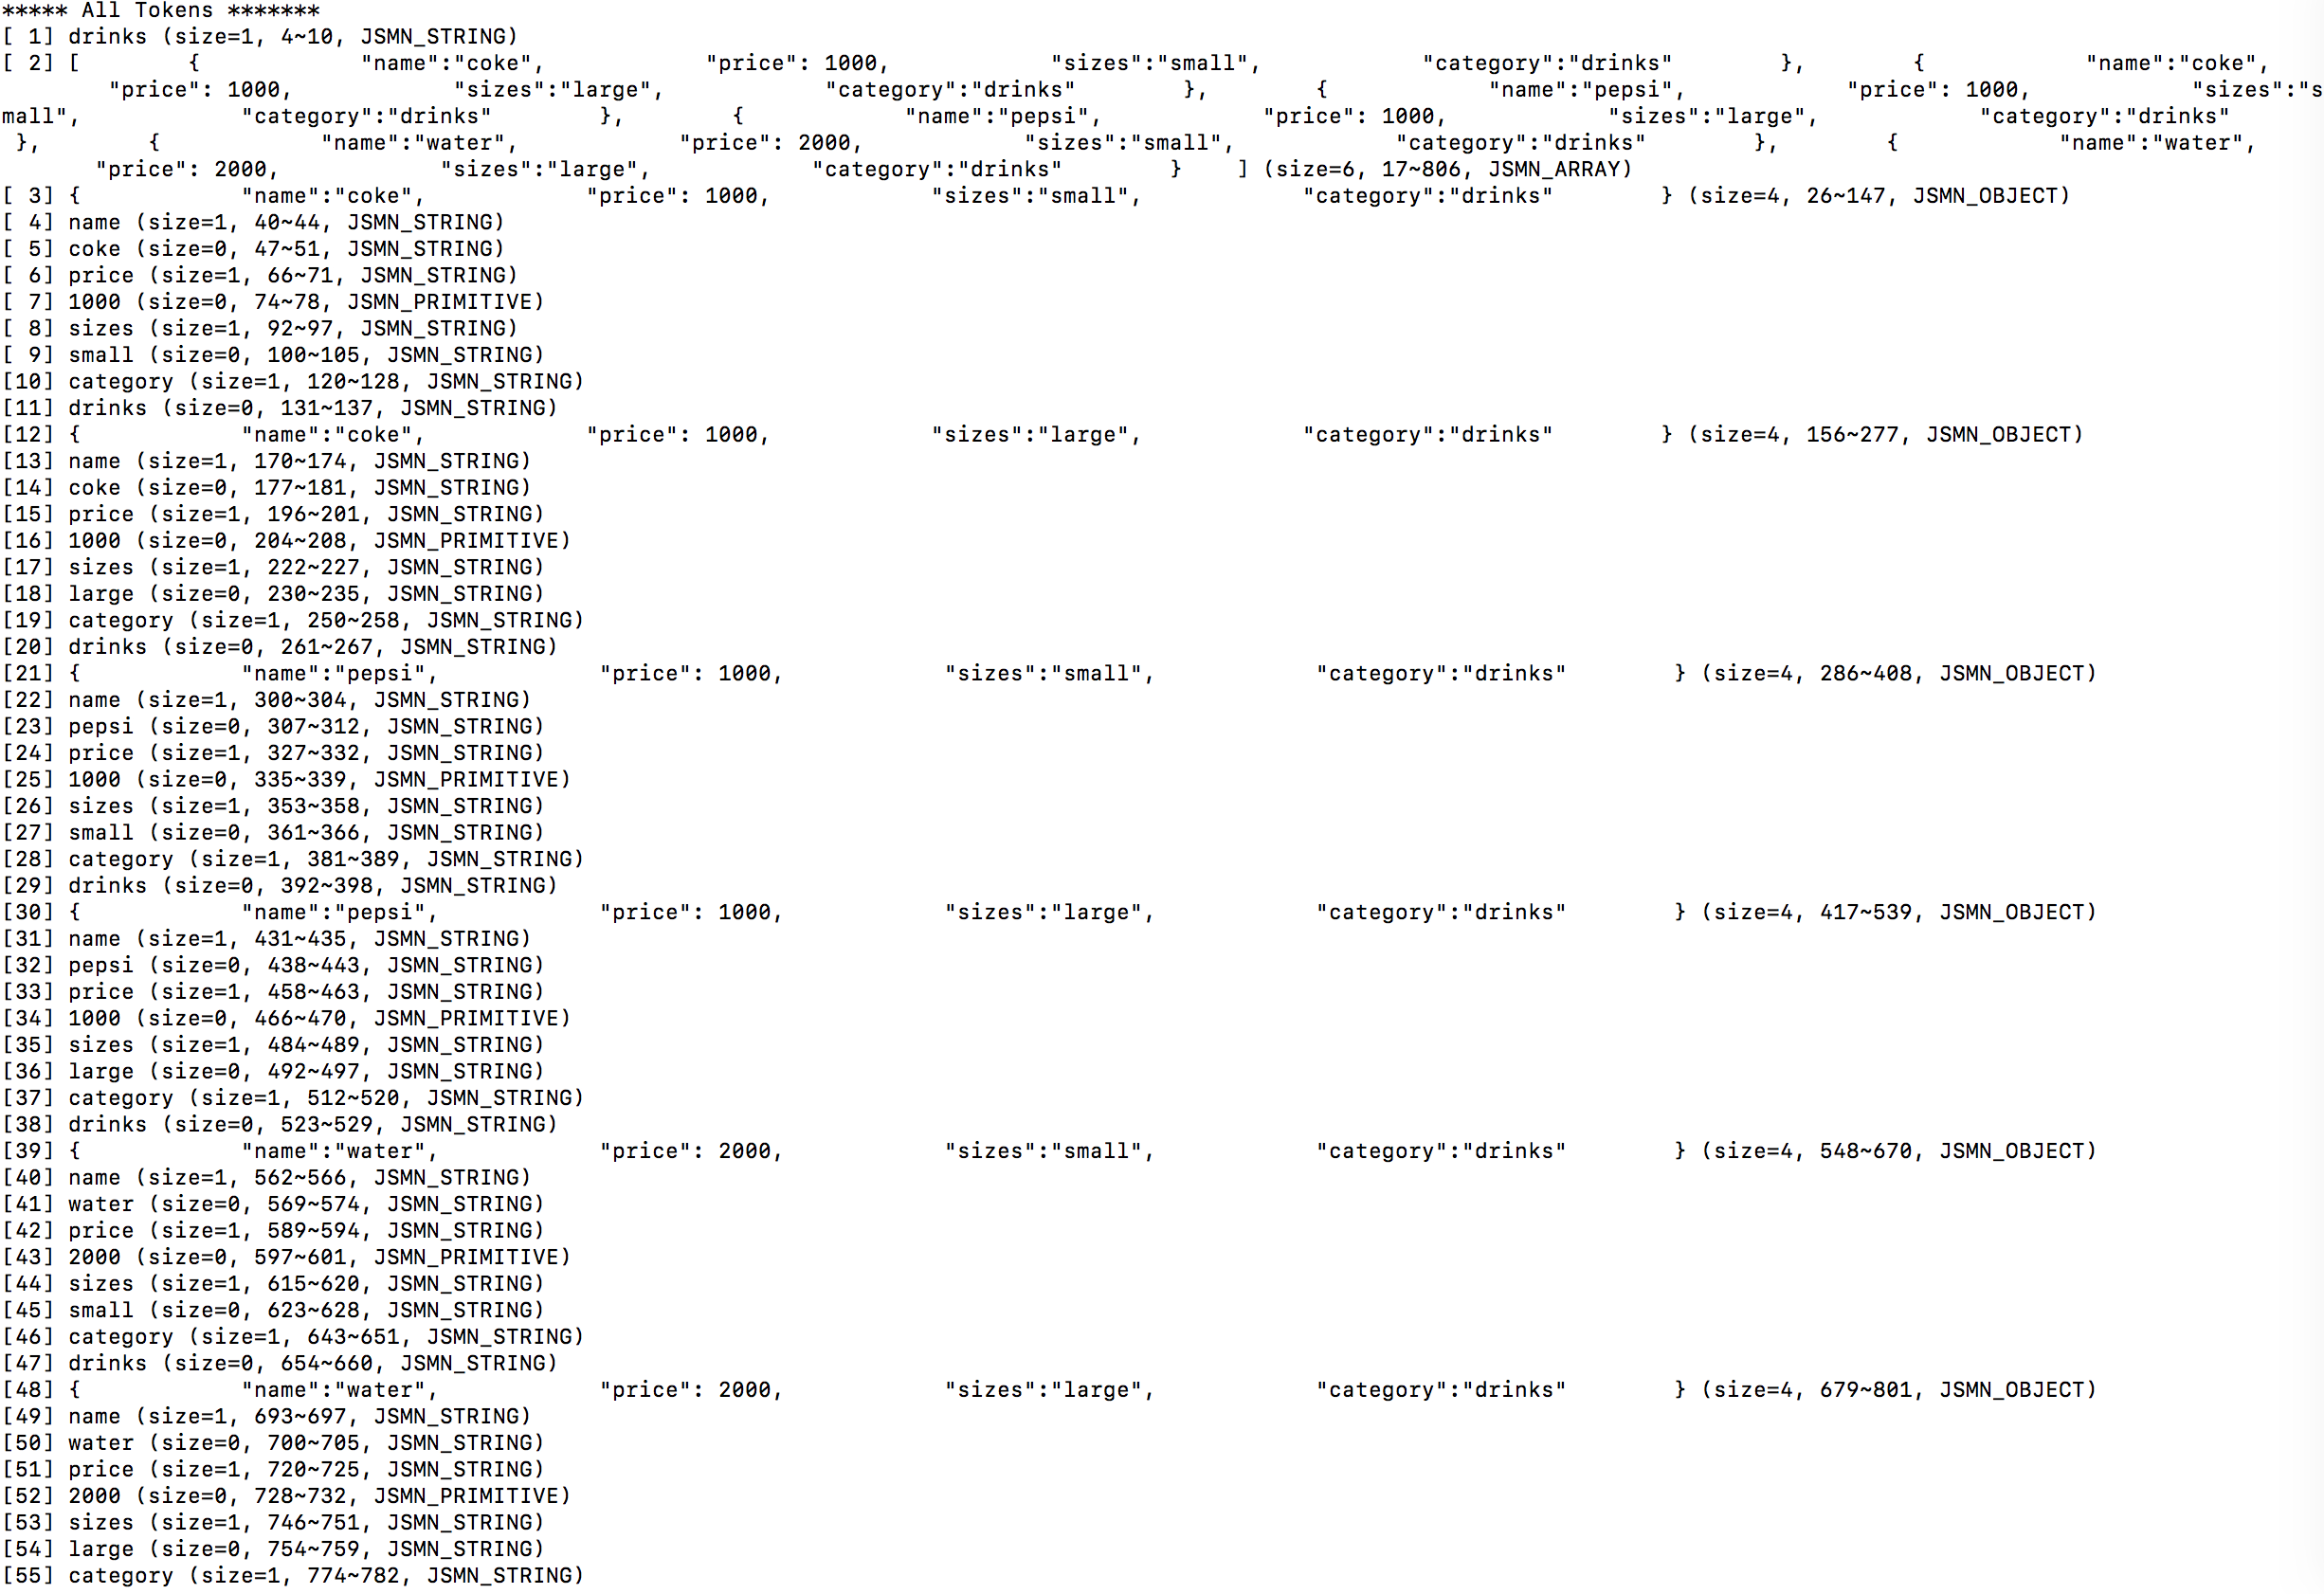 ***** All Tokens *******
[ 1] drinks (size=1, 4~10, JSMN_STRING)
[ 2] [        {            "name":"coke",            "price": 1000,            "sizes":"small",            "category":"drinks"        },        {            "name":"coke",
        "price": 1000,            "sizes":"large",            "category":"drinks"        },        {            "name":"pepsi",            "price": 1000,            "sizes":"s
mall",            "category":"drinks"        },        {            "name":"pepsi",            "price": 1000,            "sizes":"large",            "category":"drinks"
 },        {            "name":"water",            "price": 2000,            "sizes":"small",            "category":"drinks"        },        {            "name":"water",
       "price": 2000,            "sizes":"large",            "category":"drinks"        }    ] (size=6, 17~806, JSMN_ARRAY)
[ 3] {            "name":"coke",            "price": 1000,            "sizes":"small",            "category":"drinks"        } (size=4, 26~147, JSMN_OBJECT)
[ 4] name (size=1, 40~44, JSMN_STRING)
[ 5] coke (size=0, 47~51, JSMN_STRING)
[ 6] price (size=1, 66~71, JSMN_STRING)
[ 7] 1000 (size=0, 74~78, JSMN_PRIMITIVE)
[ 8] sizes (size=1, 92~97, JSMN_STRING)
[ 9] small (size=0, 100~105, JSMN_STRING)
[10] category (size=1, 120~128, JSMN_STRING)
[11] drinks (size=0, 131~137, JSMN_STRING)
[12] {            "name":"coke",            "price": 1000,            "sizes":"large",            "category":"drinks"        } (size=4, 156~277, JSMN_OBJECT)
[13] name (size=1, 170~174, JSMN_STRING)
[14] coke (size=0, 177~181, JSMN_STRING)
[15] price (size=1, 196~201, JSMN_STRING)
[16] 1000 (size=0, 204~208, JSMN_PRIMITIVE)
[17] sizes (size=1, 222~227, JSMN_STRING)
[18] large (size=0, 230~235, JSMN_STRING)
[19] category (size=1, 250~258, JSMN_STRING)
[20] drinks (size=0, 261~267, JSMN_STRING)
[21] {            "name":"pepsi",            "price": 1000,            "sizes":"small",            "category":"drinks"        } (size=4, 286~408, JSMN_OBJECT)
[22] name (size=1, 300~304, JSMN_STRING)
[23] pepsi (size=0, 307~312, JSMN_STRING)
[24] price (size=1, 327~332, JSMN_STRING)
[25] 1000 (size=0, 335~339, JSMN_PRIMITIVE)
[26] sizes (size=1, 353~358, JSMN_STRING)
[27] small (size=0, 361~366, JSMN_STRING)
[28] category (size=1, 381~389, JSMN_STRING)
[29] drinks (size=0, 392~398, JSMN_STRING)
[30] {            "name":"pepsi",            "price": 1000,            "sizes":"large",            "category":"drinks"        } (size=4, 417~539, JSMN_OBJECT)
[31] name (size=1, 431~435, JSMN_STRING)
[32] pepsi (size=0, 438~443, JSMN_STRING)
[33] price (size=1, 458~463, JSMN_STRING)
[34] 1000 (size=0, 466~470, JSMN_PRIMITIVE)
[35] sizes (size=1, 484~489, JSMN_STRING)
[36] large (size=0, 492~497, JSMN_STRING)
[37] category (size=1, 512~520, JSMN_STRING)
[38] drinks (size=0, 523~529, JSMN_STRING)
[39] {            "name":"water",            "price": 2000,            "sizes":"small",            "category":"drinks"        } (size=4, 548~670, JSMN_OBJECT)
[40] name (size=1, 562~566, JSMN_STRING)
[41] water (size=0, 569~574, JSMN_STRING)
[42] price (size=1, 589~594, JSMN_STRING)
[43] 2000 (size=0, 597~601, JSMN_PRIMITIVE)
[44] sizes (size=1, 615~620, JSMN_STRING)
[45] small (size=0, 623~628, JSMN_STRING)
[46] category (size=1, 643~651, JSMN_STRING)
[47] drinks (size=0, 654~660, JSMN_STRING)
[48] {            "name":"water",            "price": 2000,            "sizes":"large",            "category":"drinks"        } (size=4, 679~801, JSMN_OBJECT)
[49] name (size=1, 693~697, JSMN_STRING)
[50] water (size=0, 700~705, JSMN_STRING)
[51] price (size=1, 720~725, JSMN_STRING)
[52] 2000 (size=0, 728~732, JSMN_PRIMITIVE)
[53] sizes (size=1, 746~751, JSMN_STRING)
[54] large (size=0, 754~759, JSMN_STRING)
[55] category (size=1, 774~782, JSMN_STRING)